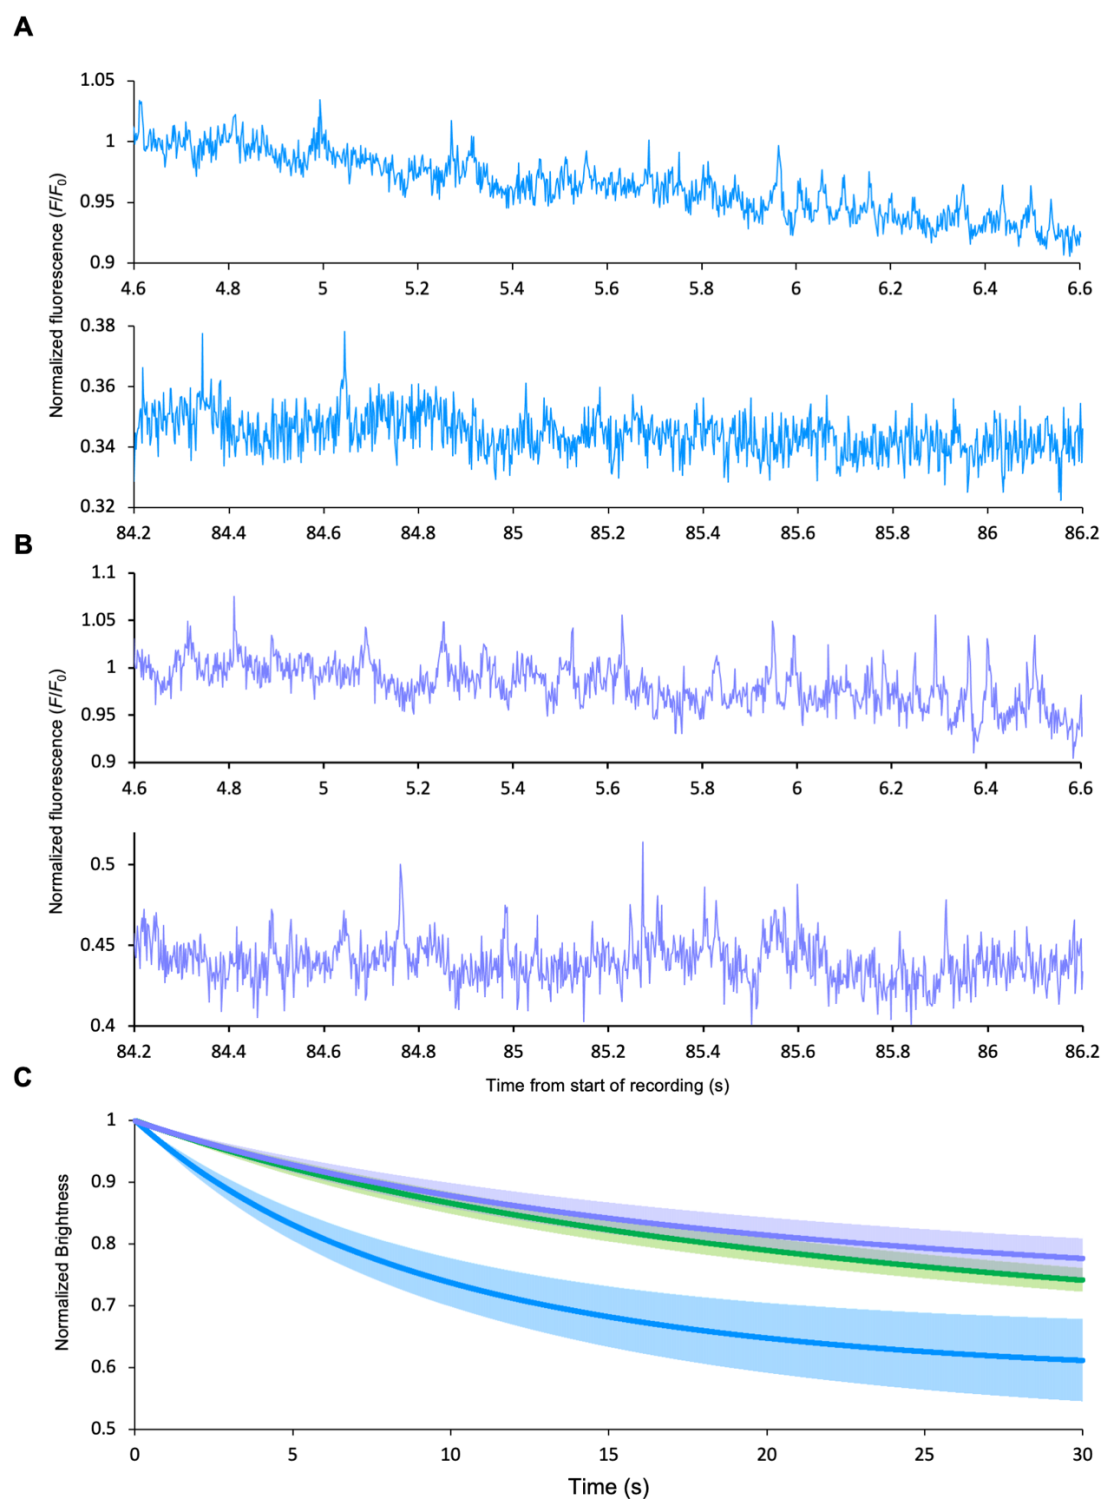 A
1.05
1
0.95
0.9
4.6 4.8 5 5.2 5.4 5.6 5.8 6 6.2 6.4 6.6
Normalized fluorescence (F/F0)
0.38
0.36
0.34
0.32
84.2 84.4 84.6 84.8 85 85.2 85.4 85.6 85.8 86 86.2
B
1.1
1.05
1
0.95
0.9
4.6 4.8 5 5.2 5.4 5.6 5.8 6 6.2 6.4 6.6
Normalized fluorescence (F/F0)
0.5
0.45
0.4
84.2 84.4 84.6 84.8 85 85.2 85.4 85.6 85.8 86 86.2
Time from start of recording (s)
C
1
0.9
0.8
0.7
0.6
0.5
Normalized Brightness
0 5 10 15 20 25 30
Time (s)